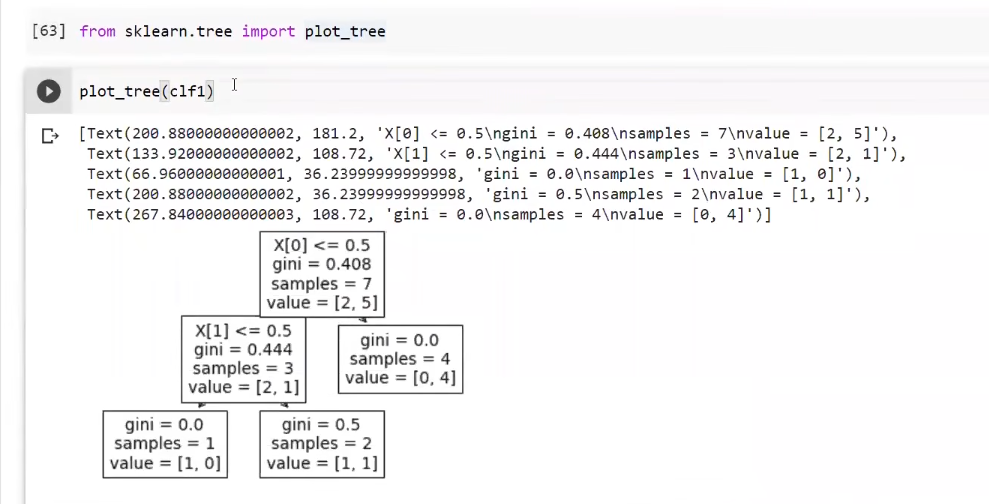 [63] from sklearn.tree import plot_tree
plot_tree(clf1)
[Text(200.88000000000002, 181.2, 'X[0] <= 0.5\ngini = 0.408\nsamples = 7\nvalue = [2, 5]'),
Text(133.92000000000002, 108.72, 'X[1] <= 0.5\ngini = 0.444\nsamples = 3\nvalue = [2, 1]'),
Text(66.96000000000001, 36.23999999999998, 'gini = 0.0\nsamples = 1\nvalue = [1, 0]'),
Text(200.88000000000002, 36.23999999999998, 'gini = 0.5\nsamples = 2\nvalue = [1, 1]'),
Text(267.84000000000003, 108.72, 'gini = 0.0\nsamples = 4\nvalue = [0, 4]')]
X[0] <= 0.5
gini = 0.408
samples = 7
value = [2, 5]
X[1] <= 0.5
gini = 0.444
samples = 3
value = [2, 1]
gini = 0.0
samples = 4
value = [0, 4]
gini = 0.0
samples = 1
value = [1, 0]
gini = 0.5
samples = 2
value = [1, 1]